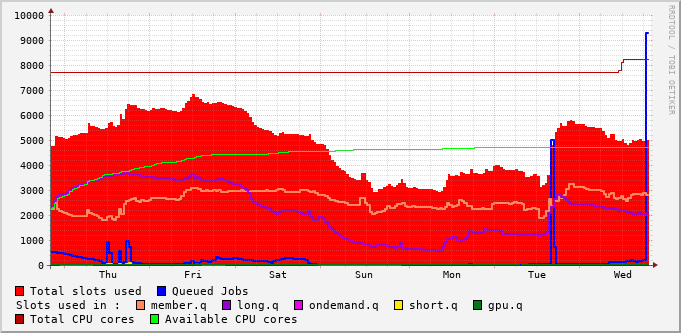 10000
9000
8000
7000
6000
5000
4000
3000
2000
1000
0
Thu Fri Sat Sun Mon Tue Wed
RRDTOOL / TOBI OETIKER
Total slots used Queued Jobs
Slots used in : member.q long.q ondemand.q short.q gpu.q
Total CPU cores Available CPU cores